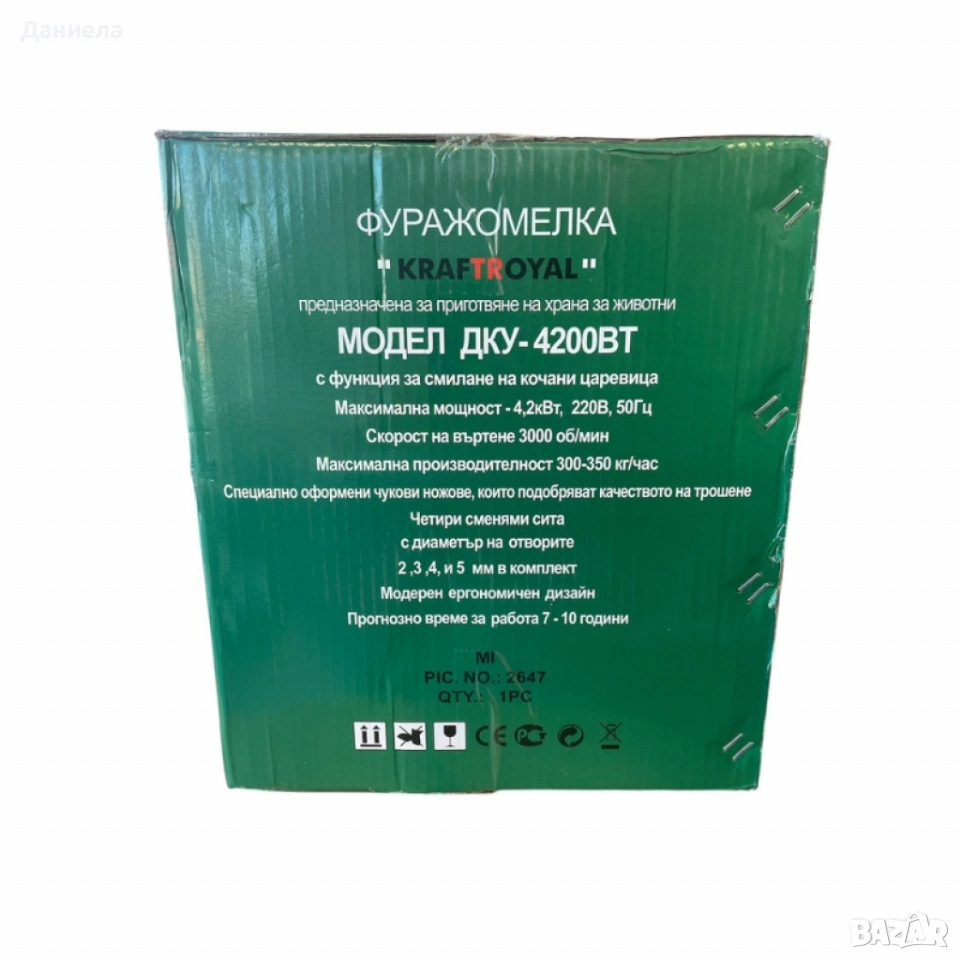 Даниела
ФУРАЖОМЕЛКА
"KRAFTROYAL"
предназначена за приготвяне на храна за животни
МОДЕЛ ДКУ- 4200ВТ
с функция за смилане на кочани царевица
Максимална мощност - 4,2кВт, 220В, 50Гц
Скорост на въртене 3000 об/мин
Максимална производителност 300-350 кг/час
Специално оформени чукови ножове, които подобряват качеството на трошене
Четири сменями сита
с диаметър на отворите
2 ,3 ,4, и 5 мм в комплект
Модерен ергономичен дизайн
Прогнозно време за работа 7 - 10 години
MI
PIC. NO.: 2647
QTY.: 1PC
CE PC
BAZAR